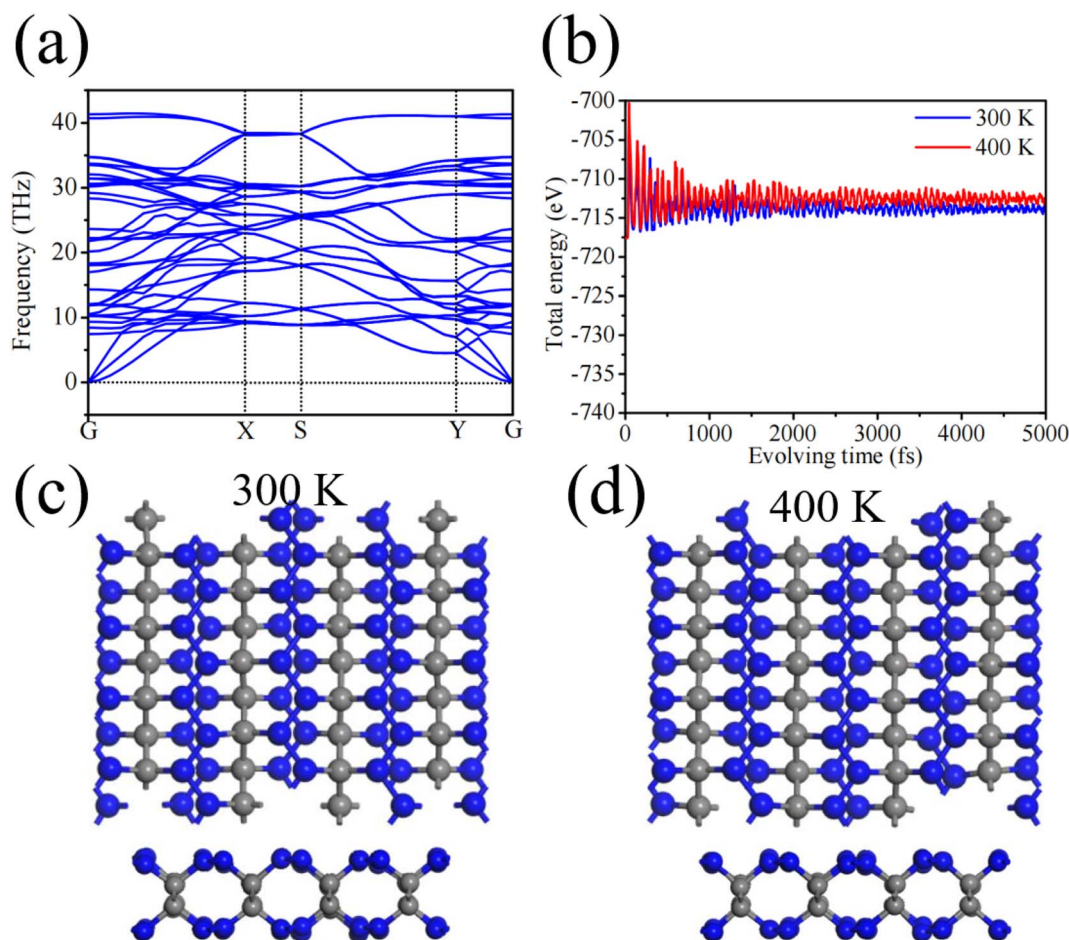 (a)
Frequency (THz)
40
30
20
10
0
G X S Y G
(b)
Total energy (eV)
-700
-705
-710
-715
-720
-725
-730
-735
-740
300 K
400 K
0 1000 2000 3000 4000 5000
Evolving time (fs)
(c)
300 K
(d)
400 K